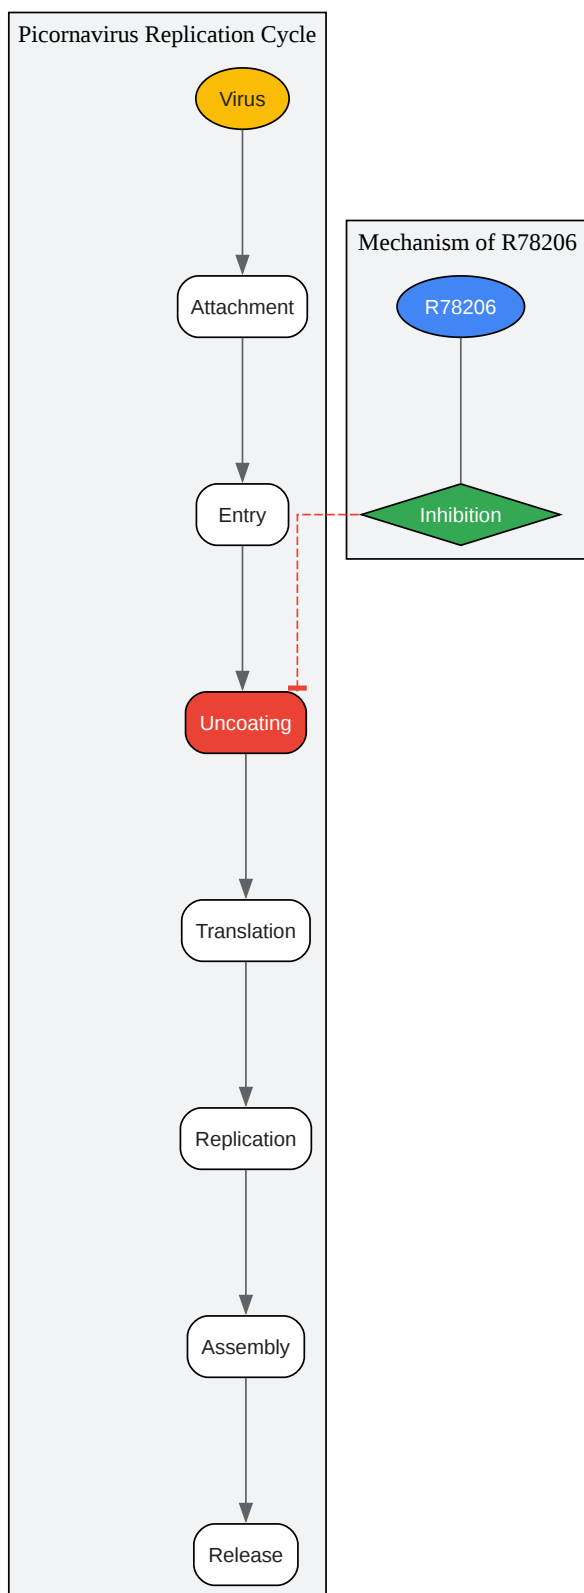 Picornavirus Replication Cycle
Virus
Mechanism of R78206
Attachment
R78206
Entry
Inhibition
Uncoating
Translation
Replication
Assembly
Release